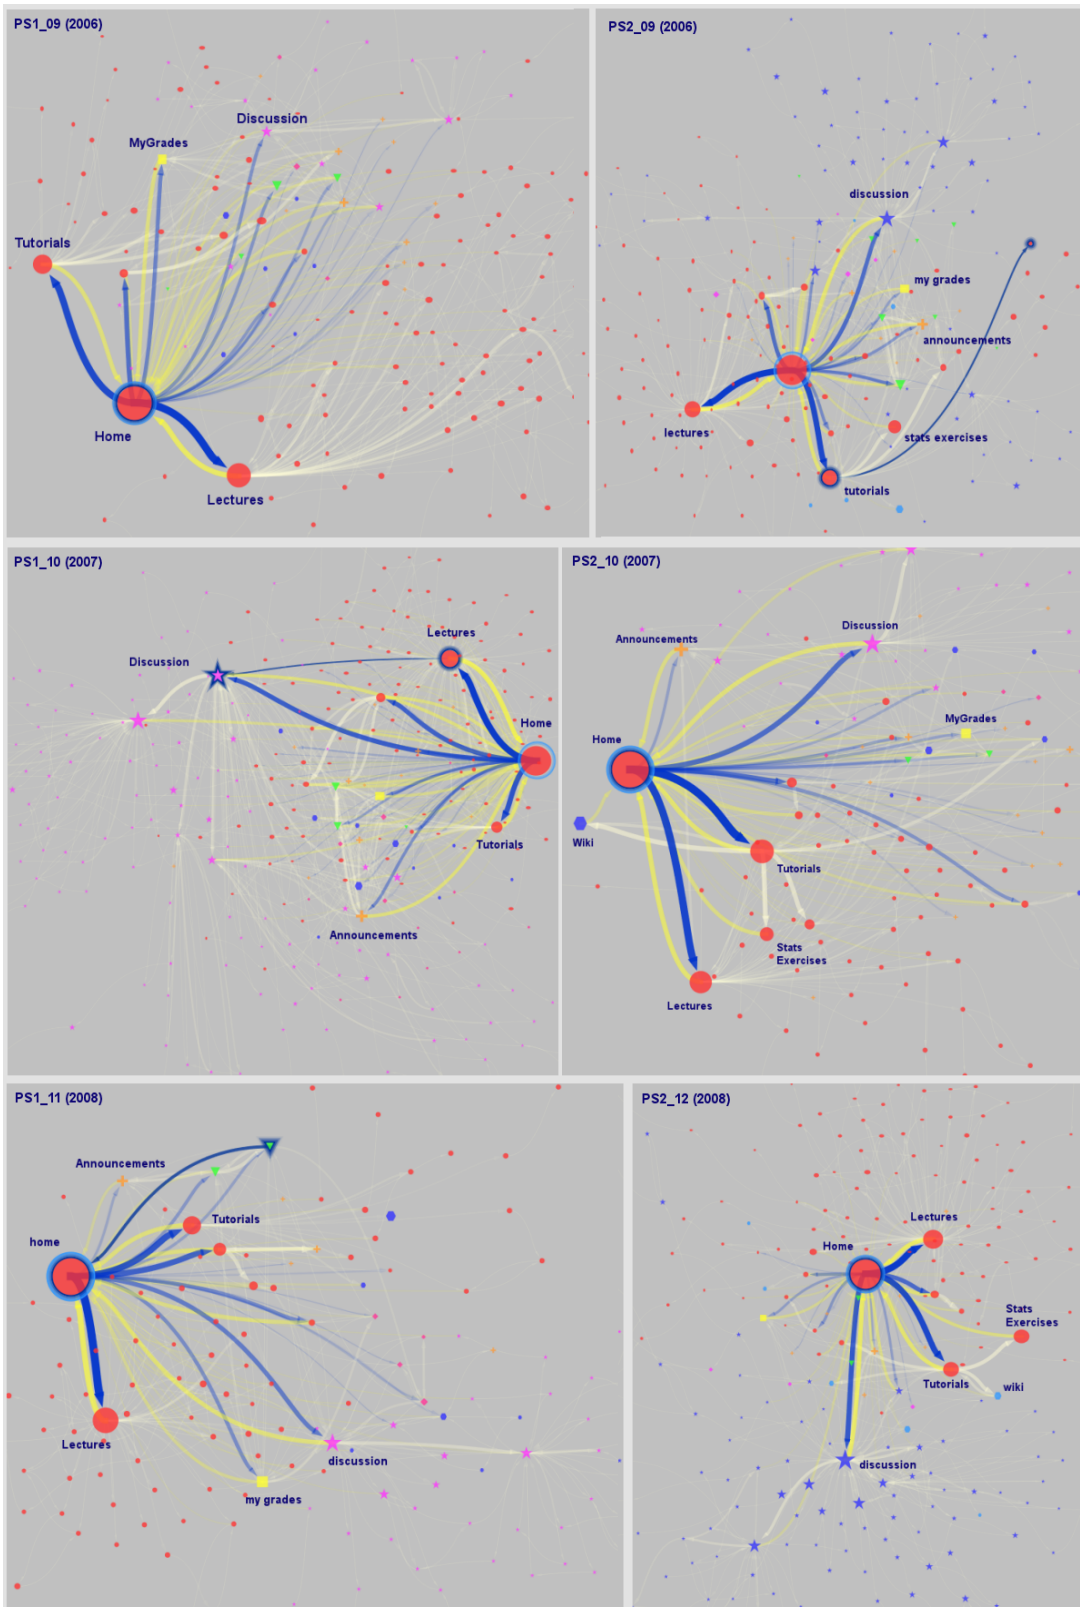 PS1_09 (2006)
Discussion
MyGrades
Tutorials
Home
Lectures
PS2_09 (2006)
discussion
my grades
announcements
lectures
stats exercises
tutorials
PS1_10 (2007)
Lectures
Discussion
Home
Tutorials
Announcements
PS2_10 (2007)
Discussion
Announcements
MyGrades
Home
Wiki
Tutorials
Stats
Exercises
Lectures
PS1_11 (2008)
Announcements
Tutorials
home
Lectures
discussion
my grades
PS2_12 (2008)
Lectures
Home
Stats
Exercises
Tutorials
wiki
discussion